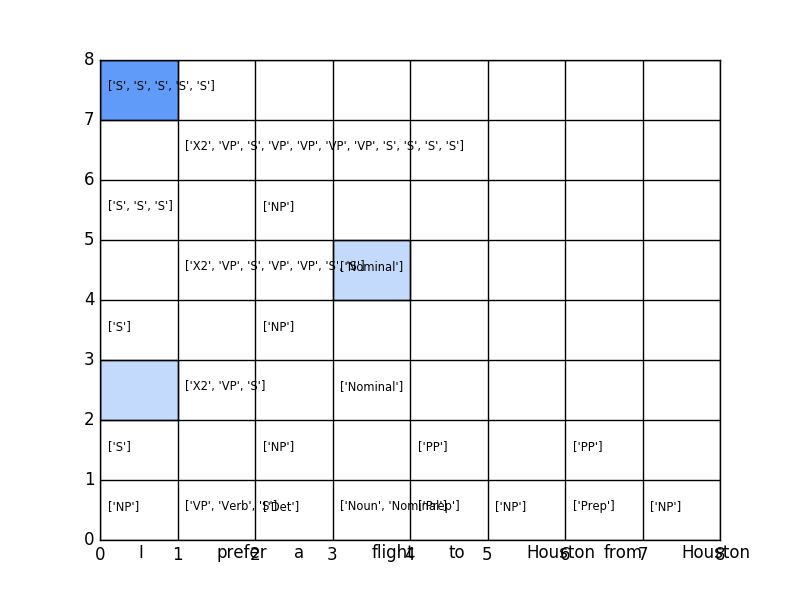 8
['S', 'S', 'S', 'S', 'S']
7
['X2', 'VP', 'S', 'VP', 'VP', 'VP', 'VP', 'S', 'S', 'S', 'S']
6
['S', 'S', 'S'] ['NP']
5
['X2', 'VP', 'S', 'VP', 'VP', 'S', 'S'] ['Nominal']
4
['S'] ['NP']
3
['X2', 'VP', 'S'] ['Nominal']
2
['S'] ['NP'] ['PP'] ['PP']
1
['NP'] ['VP', 'Verb', 'S'] ['Det'] ['Noun', 'Nominal'] ['Prep'] ['NP'] ['Prep'] ['NP']
0
0 1 2 3 4 5 6 7 8
I prefer a flight to Houston from Houston